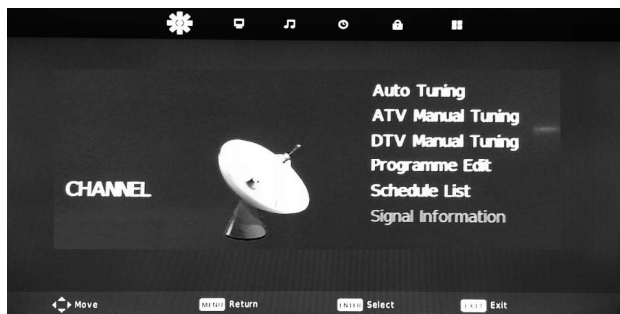 Auto Tuning
ATV Manual Tuning
DTV Manual Tuning
Programme Edit
CHANNEL
Schedule List
Signal Information
Move
MENU Return
ENTER Select
EXIT Exit